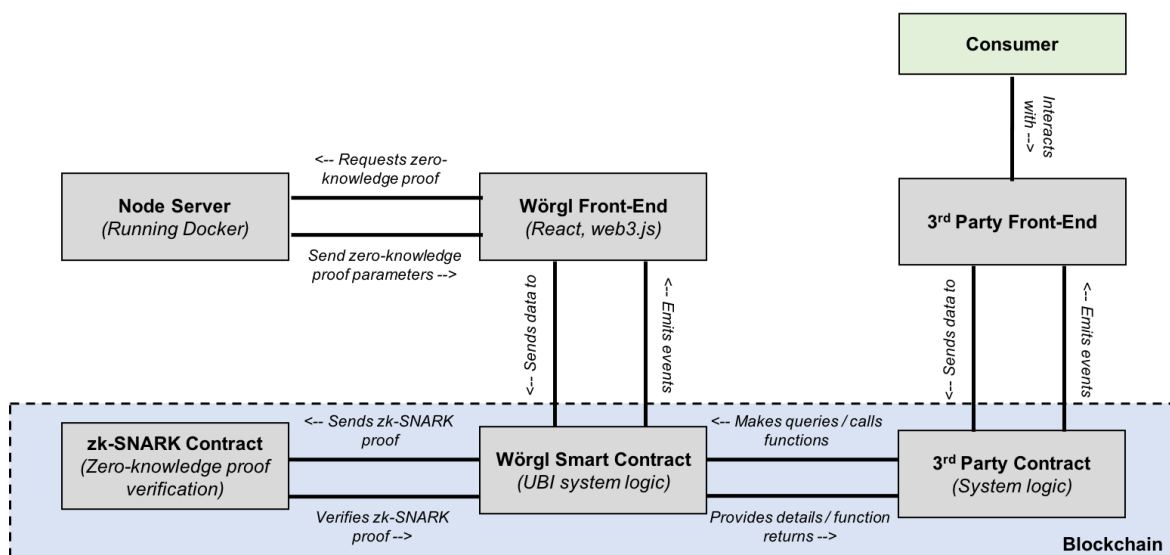 Consumer
Interacts
with -->
<-- Requests zero-
knowledge proof
Node Server
(Running Docker)
Wörgl Front-End
(React, web3.js)
3rd Party Front-End
Send zero-knowledge
proof parameters -->
<-- Sends data to
<-- Emits events
<-- Sends data to
<-- Emits events
zk-SNARK Contract
(Zero-knowledge proof
verification)
<-- Sends zk-SNARK
proof
Wörgl Smart Contract
(UBI system logic)
<-- Makes queries / calls
functions
3rd Party Contract
(System logic)
Verifies zk-SNARK
proof -->
Provides details / function
returns -->
Blockchain